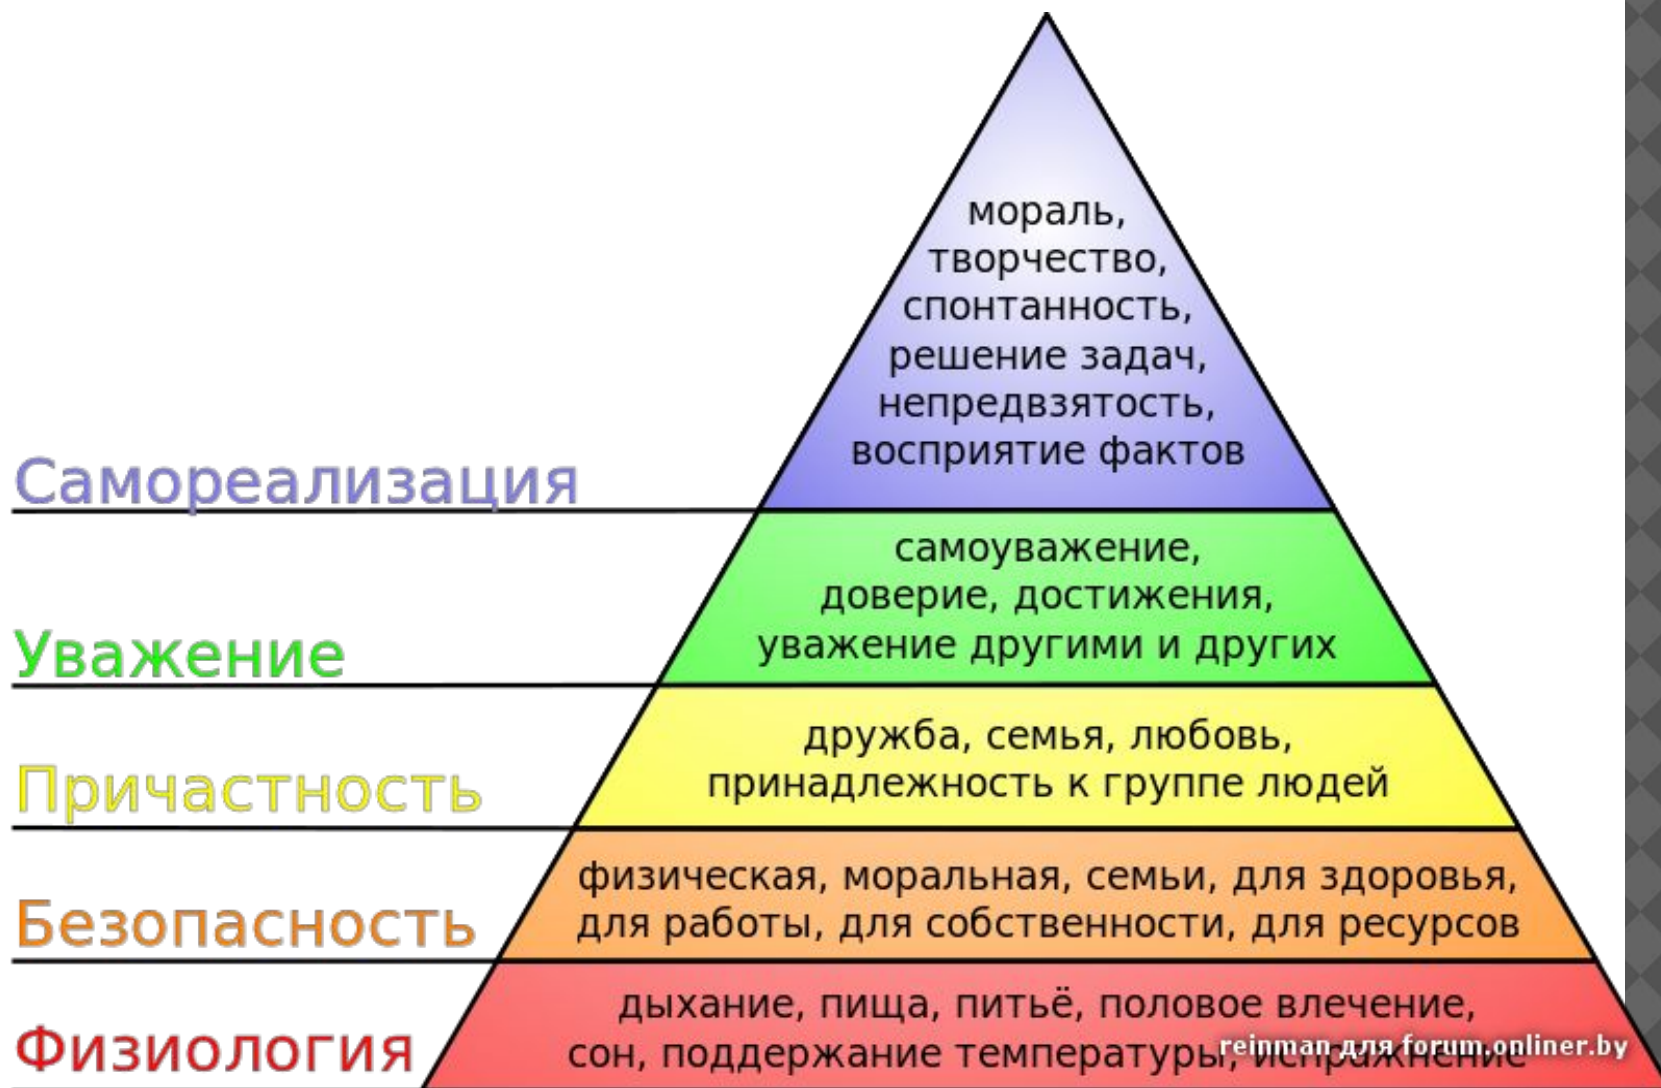 мораль,
творчество,
спонтанность,
решение задач,
непредвзятость,
восприятие фактов
Самореализация
самоуважение,
доверие, достижения,
уважение другими и других
Уважение
дружба, семья, любовь,
принадлежность к группе людей
Причастность
физическая, моральная, семьи, для здоровья,
для работы, для собственности, для ресурсов
Безопасность
дыхание, пища, питьё, половое влечение,
сон, поддержание температуры, испражнение
Физиология
reinman для forum.onliner.by